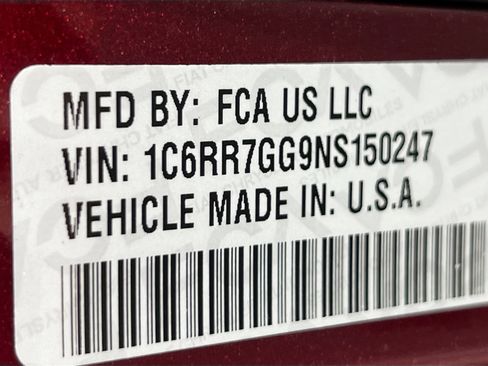 MFD BY: FCA US LLC
VIN: 1C6RR7GG9NS150247
VEHICLE MADE IN: U.S.A.